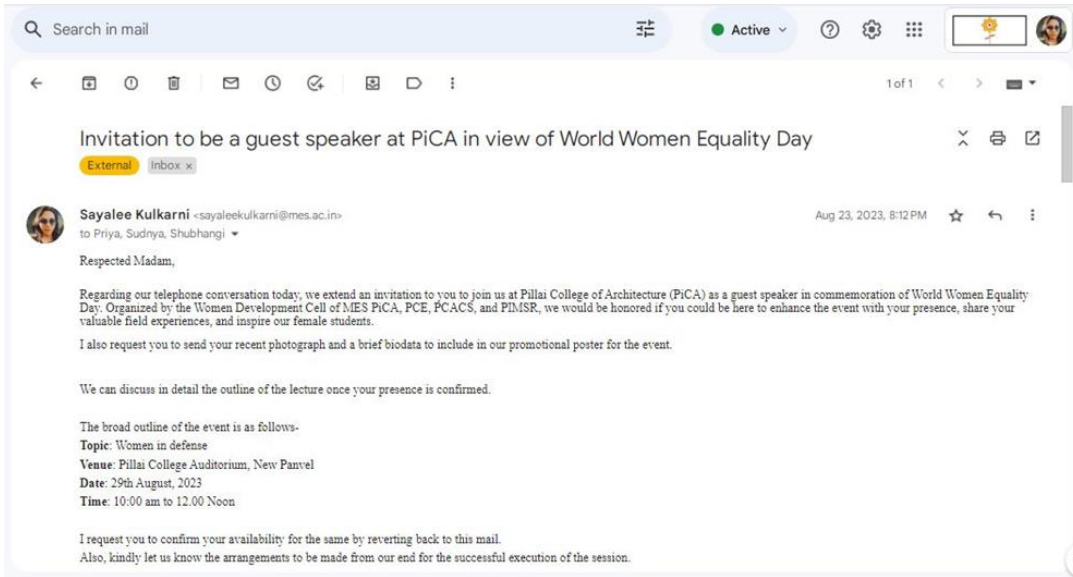 Search in mail
Active
1 of 1
Invitation to be a guest speaker at PiCA in view of World Women Equality Day
External Inbox x
Sayalee Kulkarni <sayaleekulkarni@mes.ac.in> Aug 23, 2023, 8:12 PM
to Priya, Sudnya, Shubhangi
Respected Madam,
Regarding our telephone conversation today, we extend an invitation to you to join us at Pillai College of Architecture (PiCA) as a guest speaker in commemoration of World Women Equality
Day. Organized by the Women Development Cell of MES PiCA, PCE, PCACS, and PIMSR, we would be honored if you could be here to enhance the event with your presence, share your
valuable field experiences, and inspire our female students.
I also request you to send your recent photograph and a brief biodata to include in our promotional poster for the event.
We can discuss in detail the outline of the lecture once your presence is confirmed.
The broad outline of the event is as follows-
Topic: Women in defense
Venue: Pillai College Auditorium, New Panvel
Date: 29th August, 2023
Time: 10:00 am to 12.00 Noon
I request you to confirm your availability for the same by reverting back to this mail.
Also, kindly let us know the arrangements to be made from our end for the successful execution of the session.